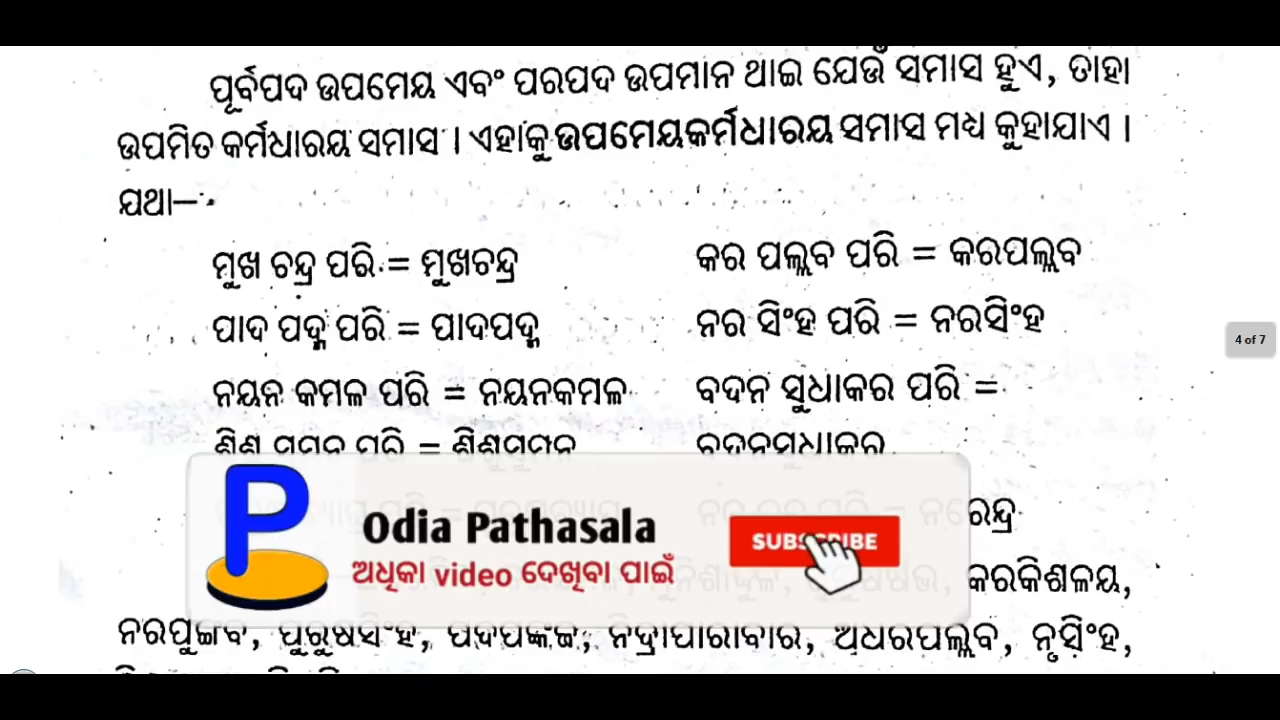 ପୂର୍ବପଦ ଉପମେୟ ଏବଂ ପରପଦ ଉପମାନ ଥାଇ ଯେଉଁ ସମାସ ହୁଏ, ତାହା
ଉପମିତ କର୍ମଧାରୟ ସମାସ । ଏହାକୁ ଉପମେୟକର୍ମଧାରୟ ସମାସ ମଧ୍ୟ କୁହାଯାଏ ।
ଯଥା—
ମୁଖ ଚନ୍ଦ୍ର ପରି = ମୁଖଚନ୍ଦ୍ର
କର ପଲ୍ଲବ ପରି = କରପଲ୍ଲବ
ପାଦ ପଦ୍ମ ପରି = ପାଦପଦ୍ମ
ନର ସିଂହ ପରି = ନରସିଂହ
4 of 7
ନୟନ କମଳ ପରି = ନୟନକମଳ
ବଦନ ସୁଧାକର ପରି =
ଶିଶୁ ସୁମନ ପରି = ଶିଶୁସୁମନ
ବଦନସୁଧାକର
P
Odia Pathasala
SUBSCRIBE
ଅଧିକା video ଦେଖିବା ପାଇଁ
କରକିଶଳୟ,
ନରପୁଙ୍ଗବ, ପୁରୁଷସିଂହ, ପଦପଙ୍କଜ, ନିଦ୍ରାପାରାବାର, ଅଧରପଲ୍ଲବ, ନୃସିଂହ,